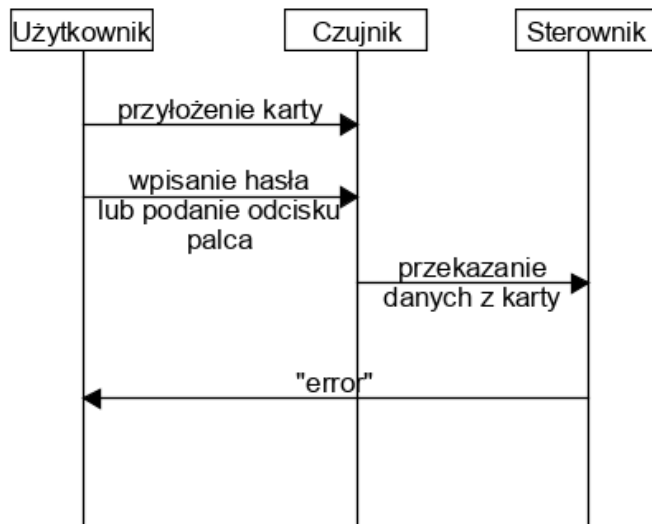 Użytkownik
Czujnik
Sterownik
przyłożenie karty
wpisanie hasła
lub podanie odcisku
palca
przekazanie
danych z karty
"error"